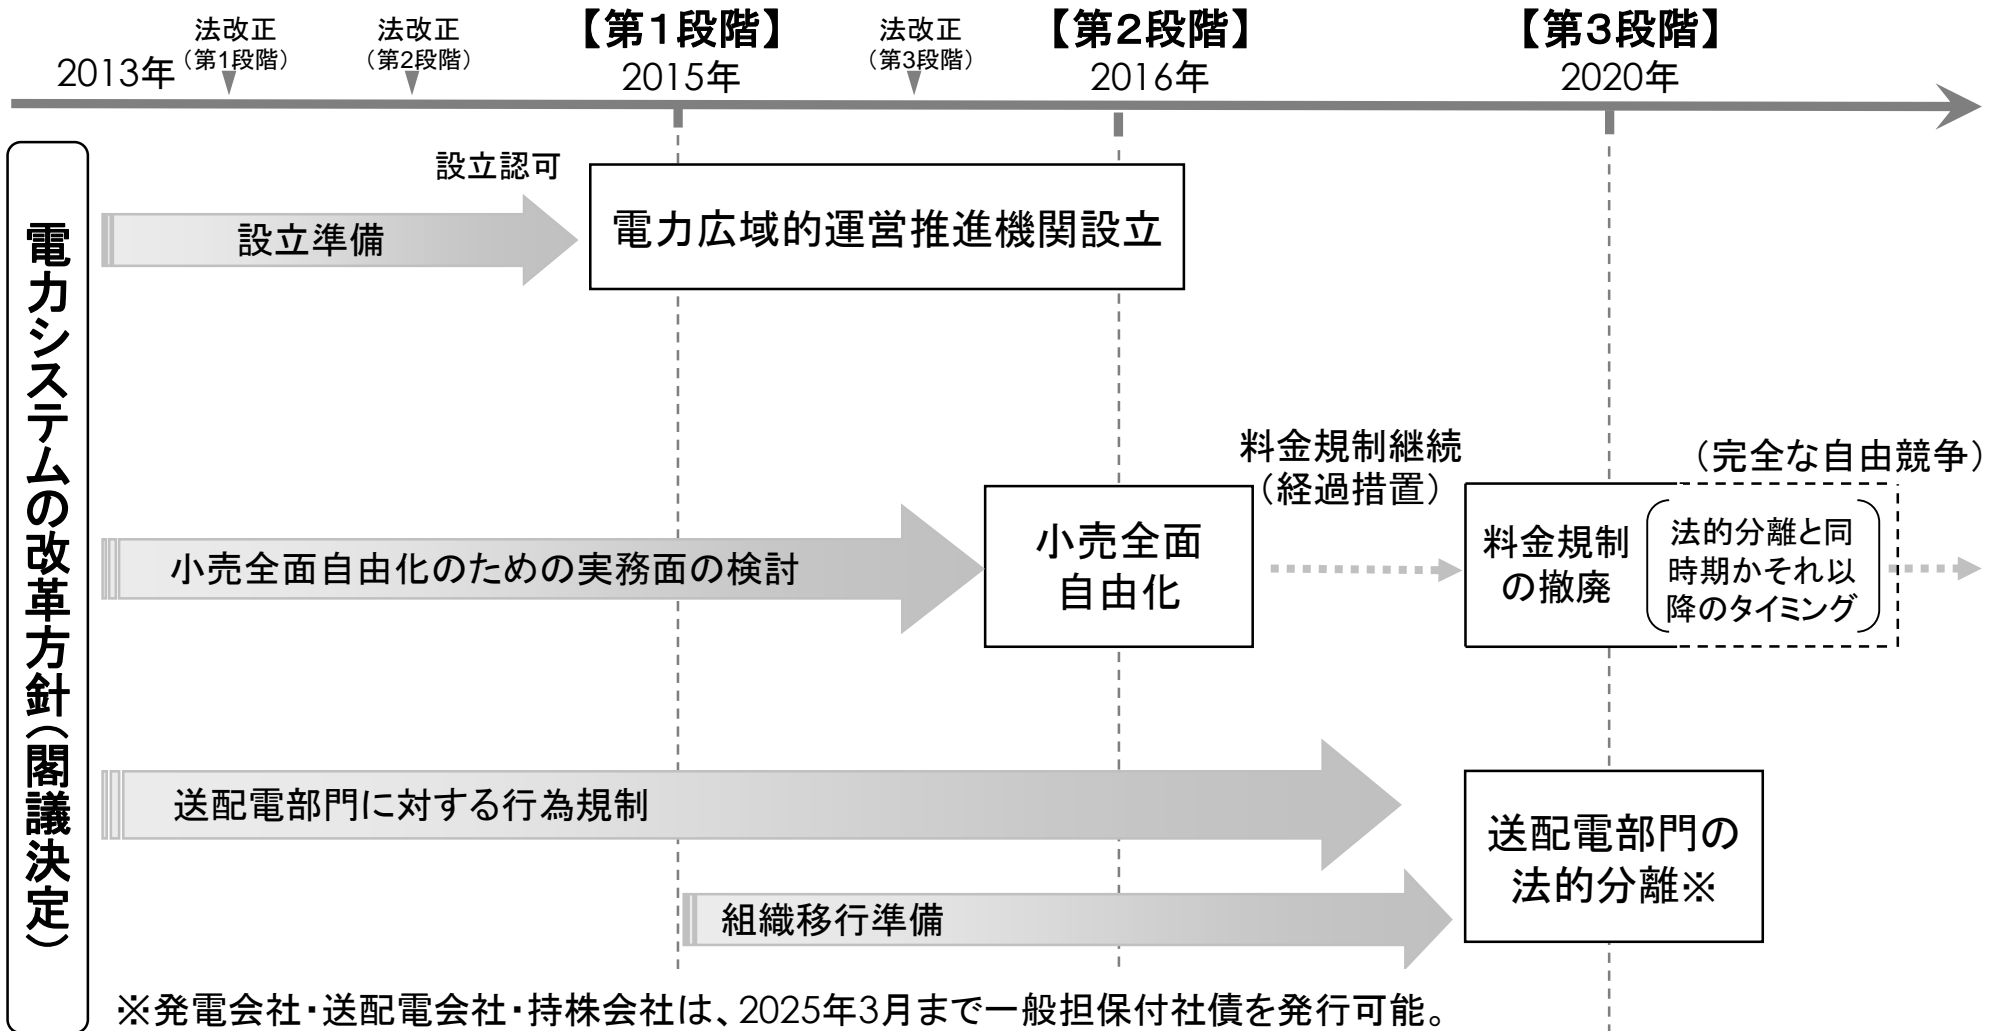 法改正
（第1段階）
法改正
（第2段階）
【第１段階】
法改正
（第3段階）
【第２段階】
【第３段階】
2013年
2015年
2016年
2020年
電力システムの改革方針（閣議決定）
設立認可
設立準備
電力広域的運営推進機関設立
料金規制継続
（経過措置）
（完全な自由競争）
小売全面自由化のための実務面の検討
小売全面
自由化
料金規制
の撤廃
法的分離と同
時期かそれ以
降のタイミング
送配電部門に対する行為規制
送配電部門の
法的分離※
組織移行準備
※発電会社・送配電会社・持株会社は、2025年3月まで一般担保付社債を発行可能。